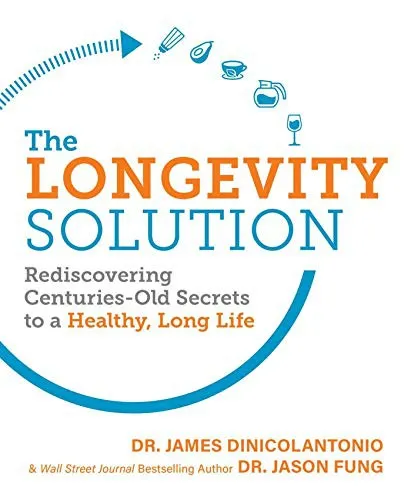 The
LONGEVITY
SOLUTION
Rediscovering
Centuries-Old Secrets
to a Healthy, Long Life
DR. JAMES DINICOLANTONIO
& Wall Street Journal Bestselling Author DR. JASON FUNG